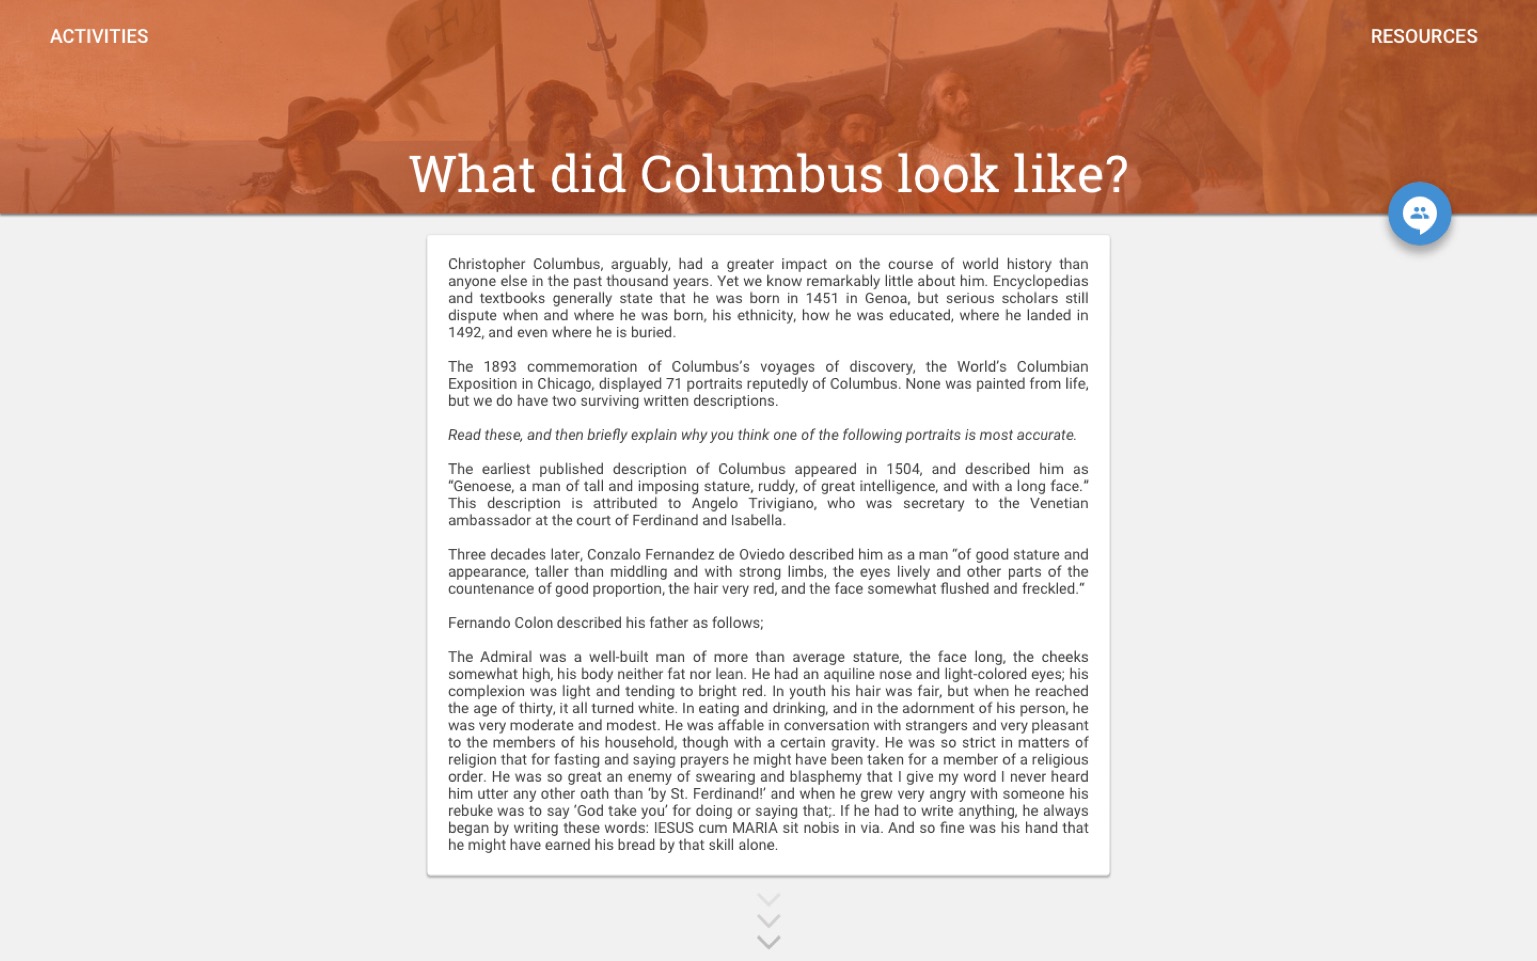 ACTIVITIES
RESOURCES
What did Columbus look like?
Christopher Columbus, arguably, had a greater impact on the course of world history than
anyone else in the past thousand years. Yet we know remarkably little about him. Encyclopedias
and textbooks generally state that he was born in 1451 in Genoa, but serious scholars still
dispute when and where he was born, his ethnicity, how he was educated, where he landed in
1492, and even where he is buried.
The 1893 commemoration of Columbus's voyages of discovery, the World's Columbian
Exposition in Chicago, displayed 71 portraits reputedly of Columbus. None was painted from life,
but we do have two surviving written descriptions.
Read these, and then briefly explain why you think one of the following portraits is most accurate.
The earliest published description of Columbus appeared in 1504, and described him as
“Genoese, a man of tall and imposing stature, ruddy, of great intelligence, and with a long face.”
This description is attributed to Angelo Trivigiano, who was secretary to the Venetian
ambassador at the court of Ferdinand and Isabella.
Three decades later, Conzalo Fernandez de Oviedo described him as a man “of good stature and
appearance, taller than middling and with strong limbs, the eyes lively and other parts of the
countenance of good proportion, the hair very red, and the face somewhat flushed and freckled.”
Fernando Colon described his father as follows;
The Admiral was a well-built man of more than average stature, the face long, the cheeks
somewhat high, his body neither fat nor lean. He had an aquiline nose and light-colored eyes; his
complexion was light and tending to bright red. In youth his hair was fair, but when he reached
the age of thirty, it all turned white. In eating and drinking, and in the adornment of his person, he
was very moderate and modest. He was affable in conversation with strangers and very pleasant
to the members of his household, though with a certain gravity. He was so strict in matters of
religion that for fasting and saying prayers he might have been taken for a member of a religious
order. He was so great an enemy of swearing and blasphemy that I give my word I never heard
him utter any other oath than ‘by St. Ferdinand!’ and when he grew very angry with someone his
rebuke was to say ‘God take you’ for doing or saying that;. If he had to write anything, he always
began by writing these words: IESUS cum MARIA sit nobis in via. And so fine was his hand that
he might have earned his bread by that skill alone.